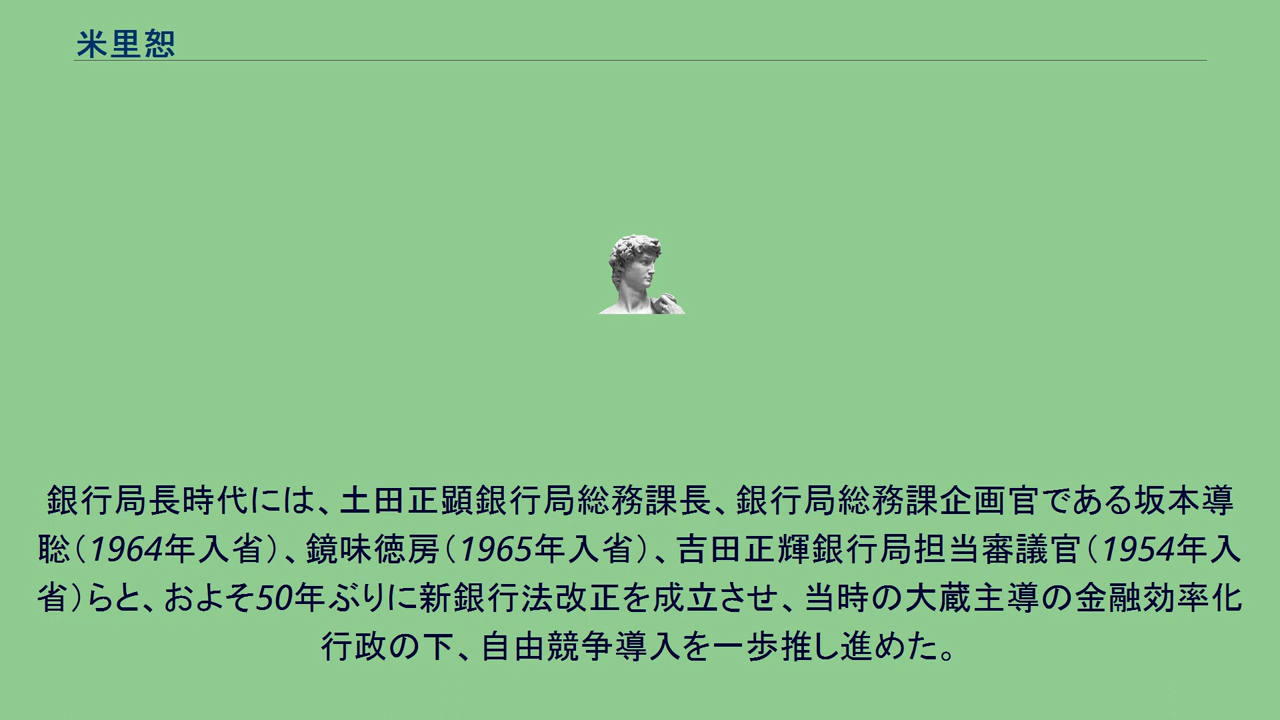 米里恕
銀行局長時代には、土田正顕銀行局総務課長、銀行局総務課企画官である坂本導
聡（1964年入省）、鏡味徳房（1965年入省）、吉田正輝銀行局担当審議官（1954年入
省）らと、およそ50年ぶりに新銀行法改正を成立させ、当時の大蔵主導の金融効率化
行政の下、自由競争導入を一歩推し進めた。